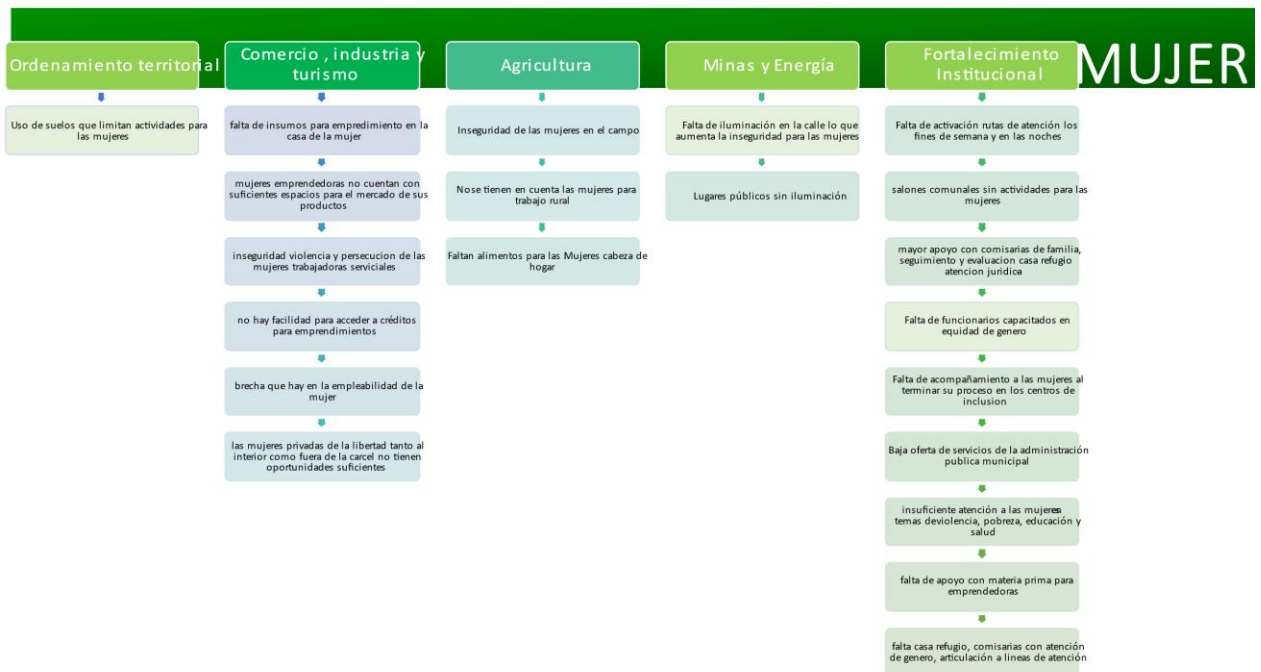 MUJER
Ordenamiento territorial
Uso de suelos que limitan actividades para
las mujeres
Comercio , industria y
turismo
falta de insumos para empredimiento en la
casa de la mujer
mujeres emprendedoras no cuentan con
suficientes espacios para el mercado de sus
productos
inseguridad violencia y persecucion de las
mujeres trabajadoras serviciales
no hay facilidad para acceder a créditos
para emprendimientos
brecha que hay en la empleabilidad de la
mujer
las mujeres privadas de la libertad tanto al
interior como fuera de la carcel no tienen
oportunidades suficientes
Agricultura
Inseguridad de las mujeres en el campo
Nose tienen en cuenta las mujeres para
trabajo rural
Faltan alimentos para las Mujeres cabeza de
hogar
Minas y Energía
Falta de iluminación en la calle lo que
aumenta la inseguridad para las mujeres
Lugares públicos sin iluminación
Fortalecimiento
Institucional
Falta de activación rutas de atención los
fines de semana y en las noches
salones comunales sin actividades para las
mujeres
mayor apoyo con comisarias de familia,
seguimiento y evaluacion casa refugio
atencion juridica
Falta de funcionarios capacitados en
equidad de genero
Falta de acompañamiento a las mujeres al
terminar su proceso en los centros de
inclusion
Baja oferta de servicios de la administración
publica municipal
insuficiente atención a las mujeres
temas deviolencia, pobreza, educación y
salud
falta de apoyo con materia prima para
emprendedoras
falta casa refugio, comisarias con atención
de genero, articulación a lineas de atención